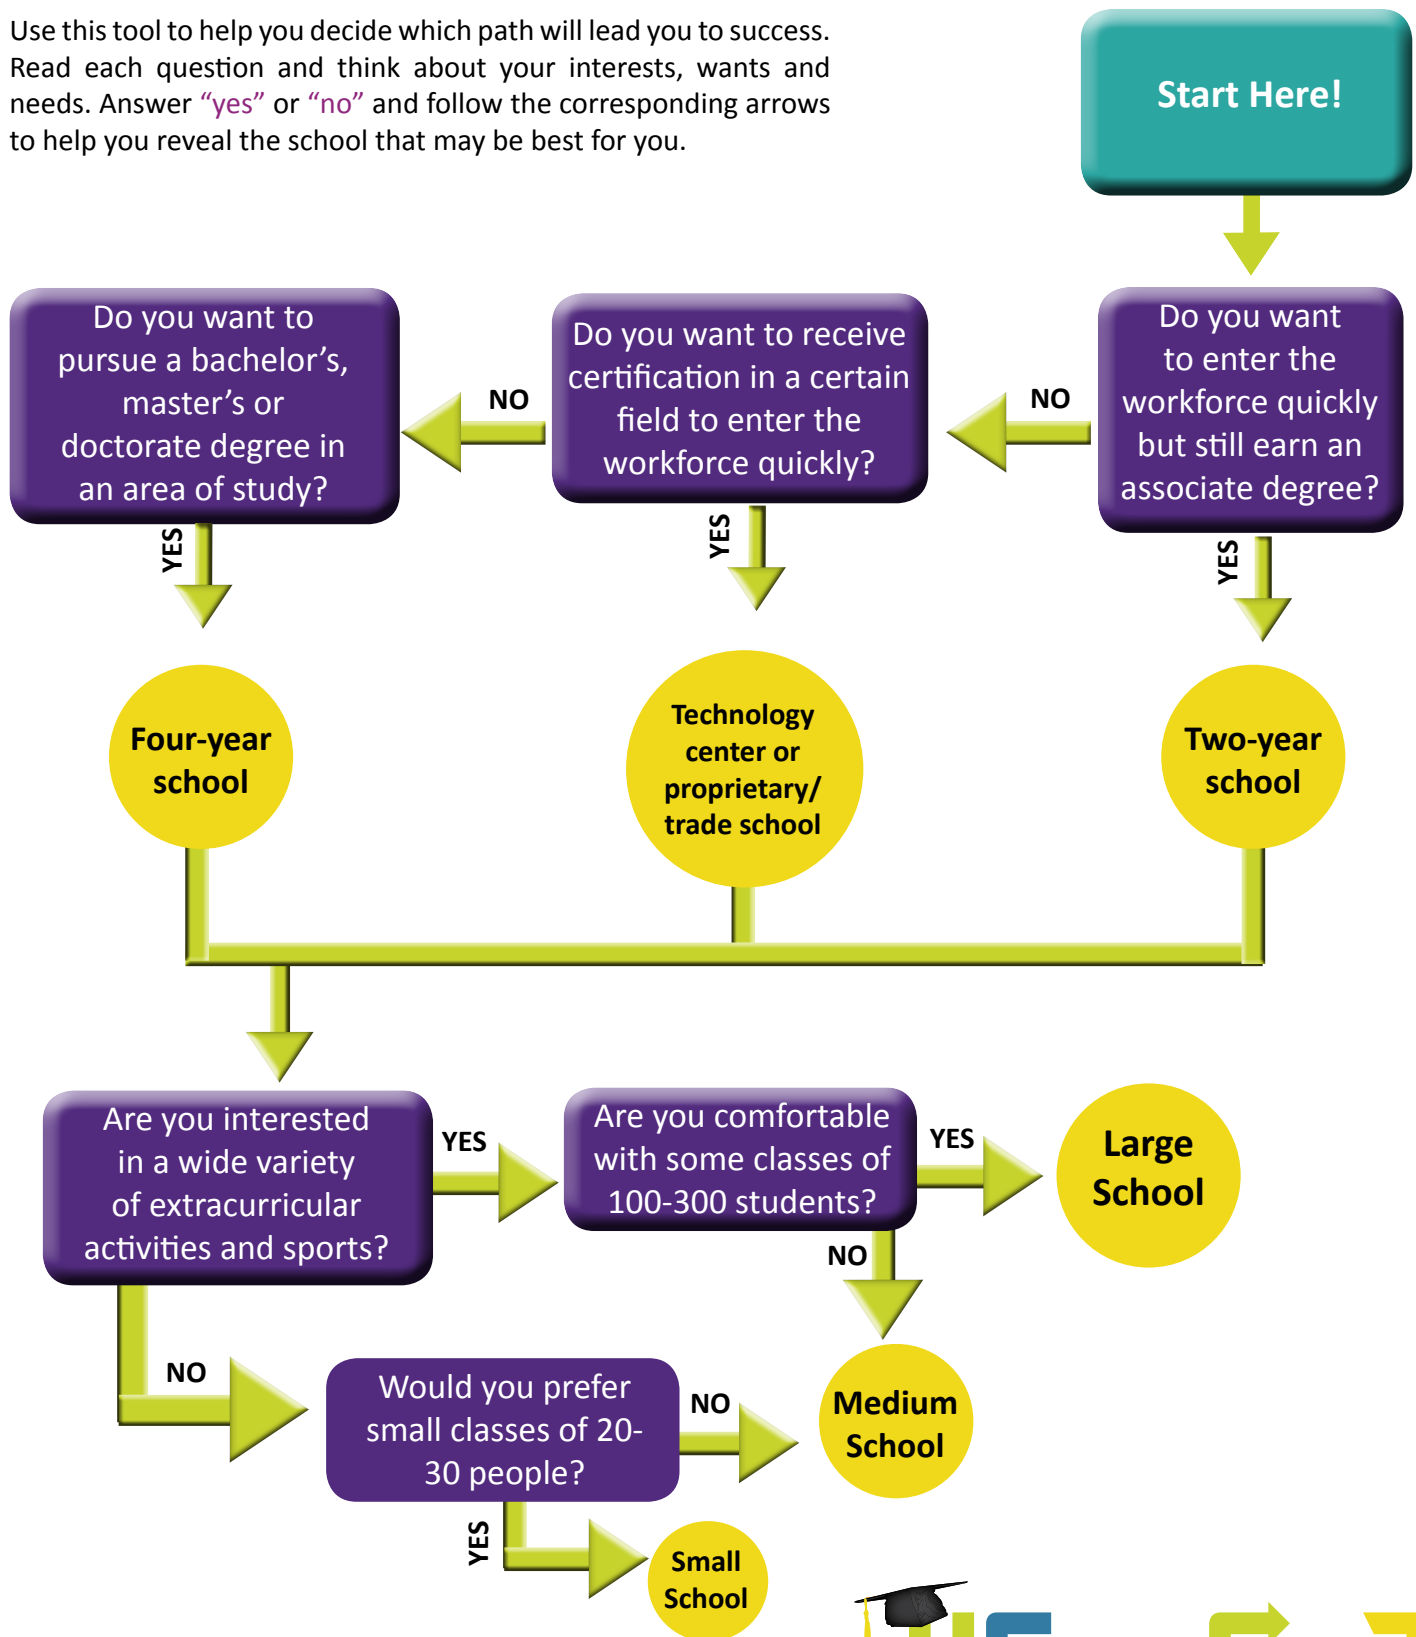 Use this tool to help you decide which path will lead you to success.
Read each question and think about your interests, wants and
needs. Answer “yes” or “no” and follow the corresponding arrows
to help you reveal the school that may be best for you.
Start Here!
Do you want
to enter the
workforce quickly
but still earn an
associate degree?
NO
YES
Do you want to receive
certification in a certain
field to enter the
workforce quickly?
NO
YES
Do you want to
pursue a bachelor’s,
master’s or
doctorate degree in
an area of study?
YES
Four-year
school
Technology
center or
proprietary/
trade school
Two-year
school
Are you interested
in a wide variety
of extracurricular
activities and sports?
YES
Are you comfortable
with some classes of
100-300 students?
YES
Large
School
NO
NO
Would you prefer
small classes of 20-
30 people?
NO
Medium
School
YES
Small
School